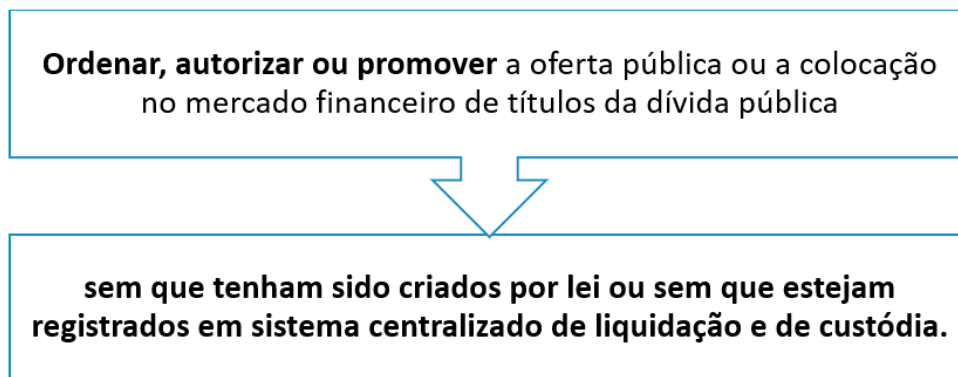 Ordenar, autorizar ou promover a oferta pública ou a colocação
no mercado financeiro de títulos da dívida pública
sem que tenham sido criados por lei ou sem que estejam
registrados em sistema centralizado de liquidação e de custódia.